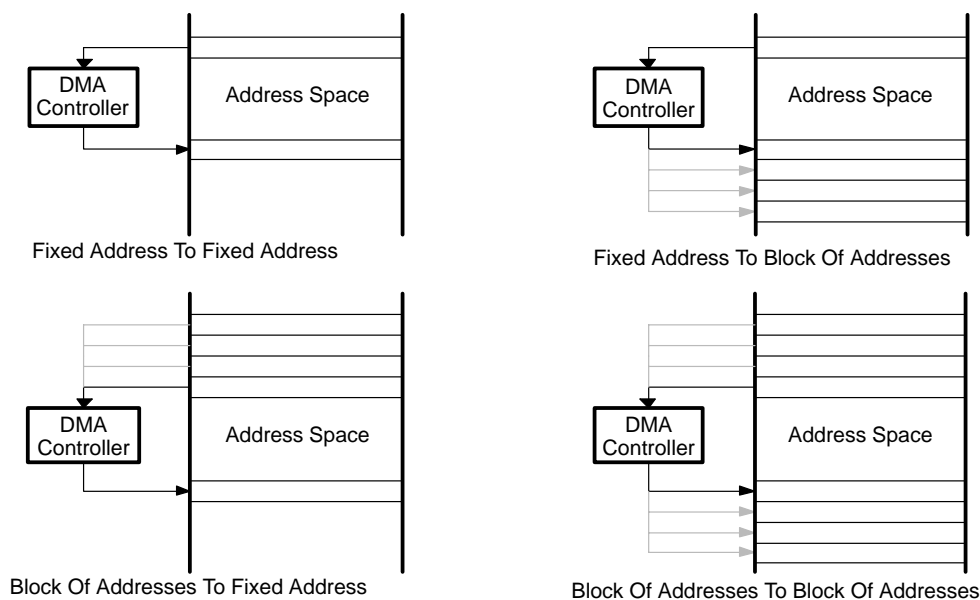 DMA
Controller
Address Space
Fixed Address To Fixed Address
DMA
Controller
Address Space
Fixed Address To Block Of Addresses
DMA
Controller
Address Space
Block Of Addresses To Fixed Address
DMA
Controller
Address Space
Block Of Addresses To Block Of Addresses